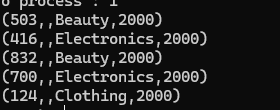 o process : 1
(503,,Beauty,2000)
(416,,Electronics,2000)
(832,,Beauty,2000)
(700,,Electronics,2000)
(124,,Clothing,2000)